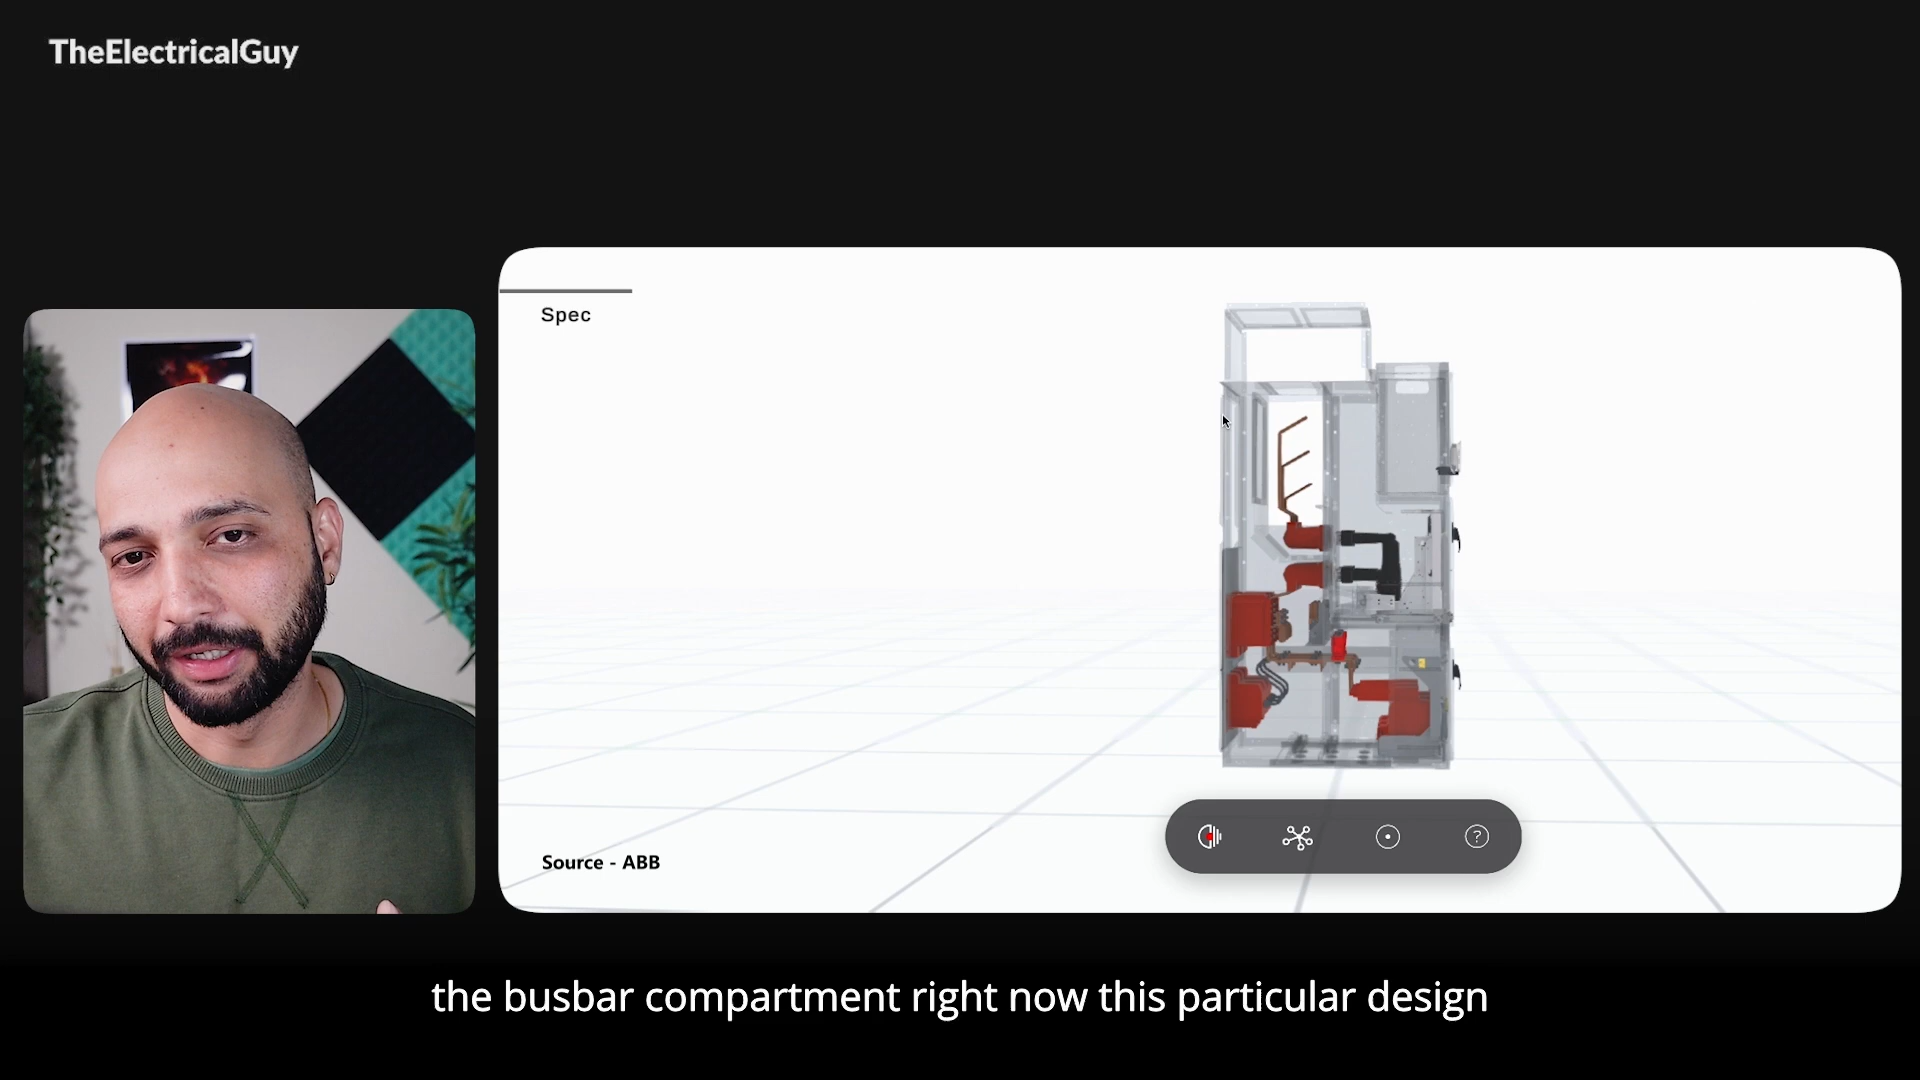 TheElectricalGuy
Spec
Source - ABB
the busbar compartment right now this particular design